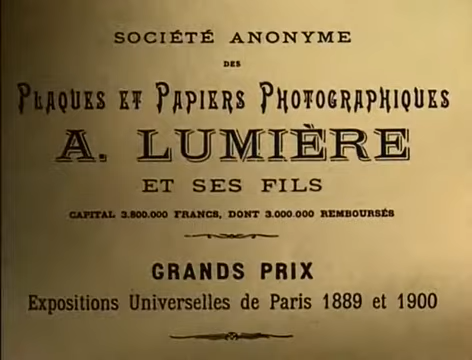 SOCIÉTÉ ANONYME
DES
PLAQUES ET PAPIERS PHOTOGRAPHIQUES
A. LUMIÈRE
ET SES FILS
CAPITAL 3.800.000 FRANCS, DONT 3.000.000 REMBOURSÉS
GRANDS PRIX
Expositions Universelles de Paris 1889 et 1900